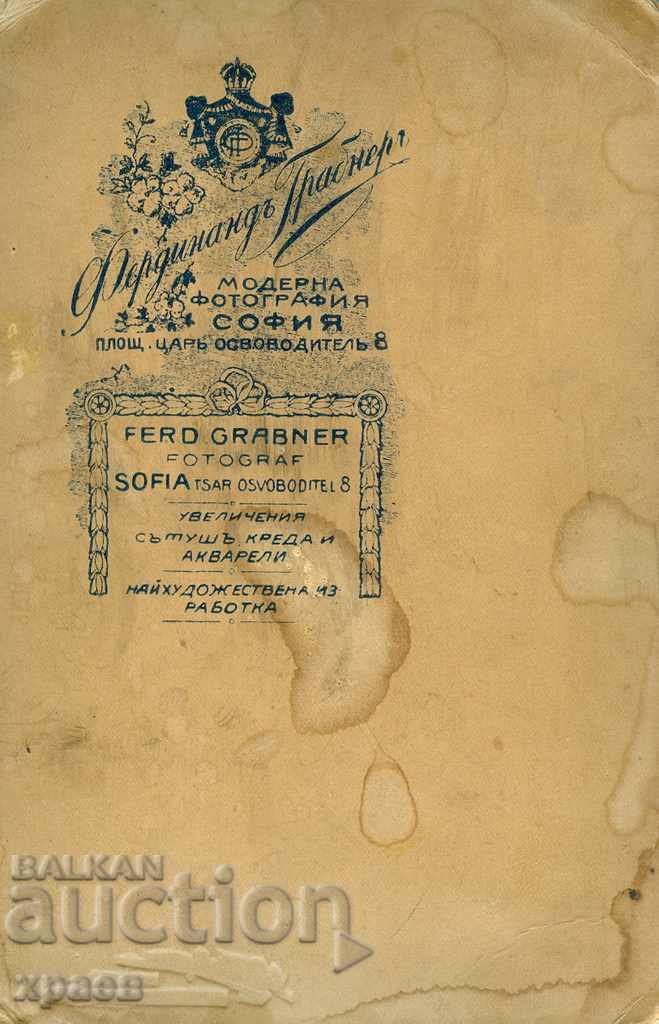 Фердинандъ Грабнеръ
МОДЕРНА
ФОТОГРАФИЯ
СОФИЯ
ПЛОЩ. ЦАРЬ ОСВОБОДИТЕЛЬ 8
FERD. GRABNER
FOTOGRAF
SOFIA TSAR OSVOBODITEL 8
УВЕЛИЧЕНИЯ
СЪ ТУШЪ, КРЕДА И
АКВАРЕЛИ
НАЙХУДОЖЕСТВЕНА ИЗ
РАБОТКА
BALKAN
auction
храсв